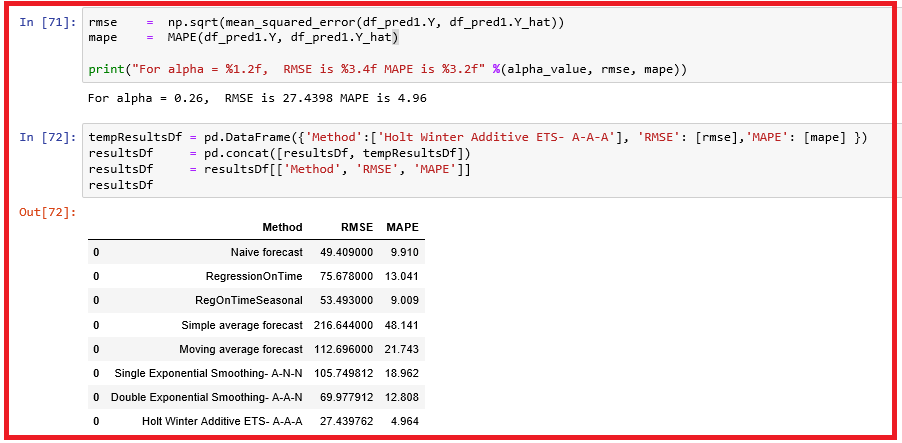 In [71]: rmse    =  np.sqrt(mean_squared_error(df_pred1.Y, df_pred1.Y_hat))
mape    =  MAPE(df_pred1.Y, df_pred1.Y_hat)
print("For alpha = %1.2f,  RMSE is %3.4f MAPE is %3.2f" %(alpha_value, rmse, mape))
For alpha = 0.26,  RMSE is 27.4398 MAPE is 4.96
In [72]: tempResultsDf = pd.DataFrame({'Method':['Holt Winter Additive ETS- A-A-A'], 'RMSE': [rmse],'MAPE': [mape] })
resultsDf     = pd.concat([resultsDf, tempResultsDf])
resultsDf     = resultsDf[['Method', 'RMSE', 'MAPE']]
resultsDf
Out[72]:
Method RMSE MAPE
0 Naive forecast 49.409000 9.910
0 RegressionOnTime 75.678000 13.041
0 RegOnTimeSeasonal 53.493000 9.009
0 Simple average forecast 216.644000 48.141
0 Moving average forecast 112.696000 21.743
0 Single Exponential Smoothing- A-N-N 105.749812 18.962
0 Double Exponential Smoothing- A-A-N 69.977912 12.808
0 Holt Winter Additive ETS- A-A-A 27.439762 4.964